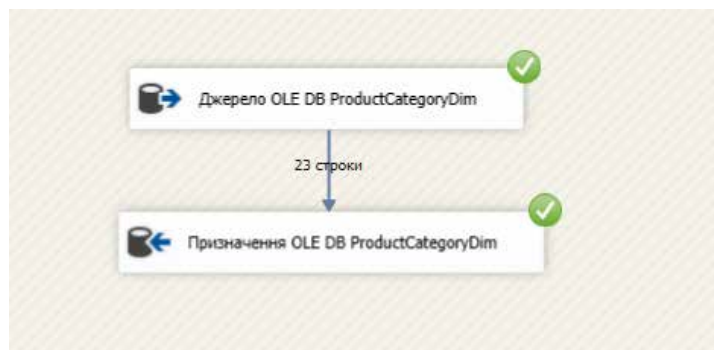 Джерело OLE DB ProductCategoryDim
23 строки
Призначення OLE DB ProductCategoryDim